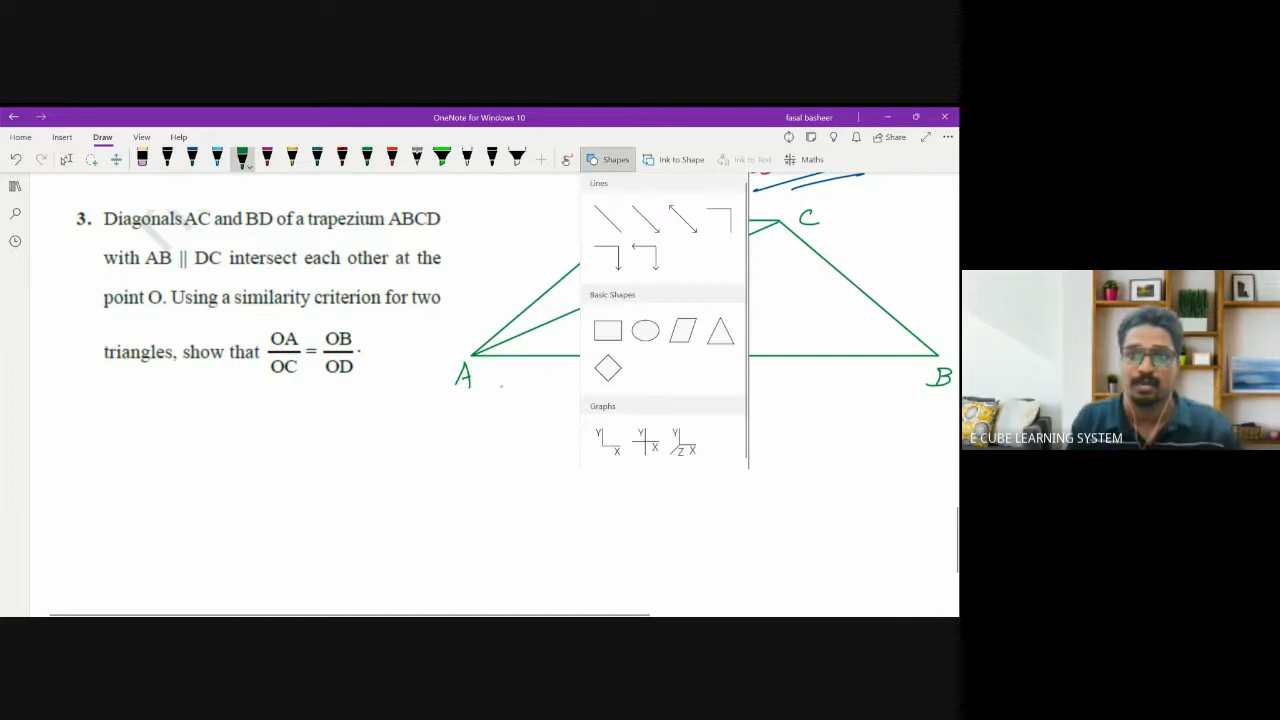 OneNote for Windows 10
fasal basheer
Home Insert Draw View Help
Share
Shapes Ink to Shape Ink to Text Maths
Lines
Basic Shapes
Graphs
Y X Y X Y Z X
3. Diagonals AC and BD of a trapezium ABCD
with AB || DC intersect each other at the
point O. Using a similarity criterion for two
triangles, show that OA/OC = OB/OD.
C
A
B
E CUBE LEARNING SYSTEM